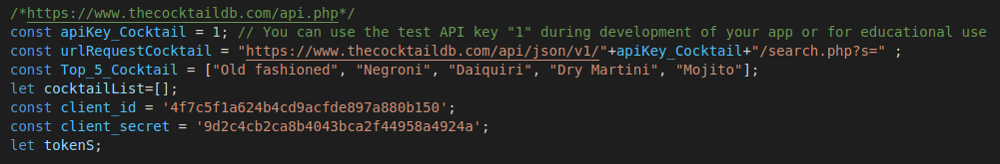 /*https://www.thecocktaildb.com/api.php*/
const apiKey_Cocktail = 1; // You can use the test API key "1" during development of your app or for educational use
const urlRequestCocktail = "https://www.thecocktaildb.com/api/json/v1/"+apiKey_Cocktail+"/search.php?s=" ;
const Top_5_Cocktail = ["Old fashioned", "Negroni", "Daiquiri", "Dry Martini", "Mojito"];
let cocktailList=[];
const client_id = '4f7c5f1a624b4cd9acfde897a880b150';
const client_secret = '9d2c4cb2ca8b4043bca2f44958a4924a';
let tokenS;